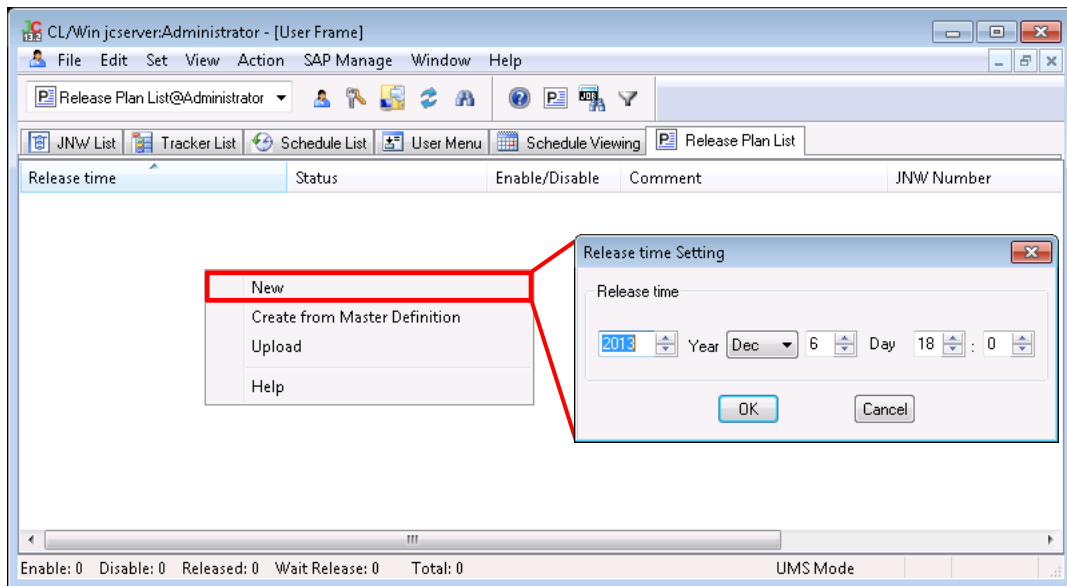 CL/Win jcserver:Administrator - [User Frame]
File Edit Set View Action SAP Manage Window Help
Release Plan List@Administrator
JNW List Tracker List Schedule List User Menu Schedule Viewing Release Plan List
Release time Status Enable/Disable Comment JNW Number
New
Create from Master Definition
Upload
Help
Release time Setting
Release time
2013 Year Dec 6 Day 18 : 0
OK Cancel
Enable: 0 Disable: 0 Released: 0 Wait Release: 0 Total: 0 UMS Mode